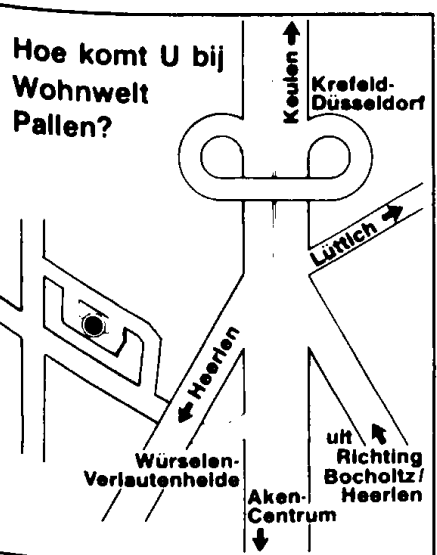 Hoe komt U bij
Wohnwelt
Pallen?
Keulen
Krefeld-
Düsseldorf
Lüttich
Heerlen
Würselen-
Verlautenheide
Aken-
Centrum
uit
Richting
Bocholtz/
Heerlen